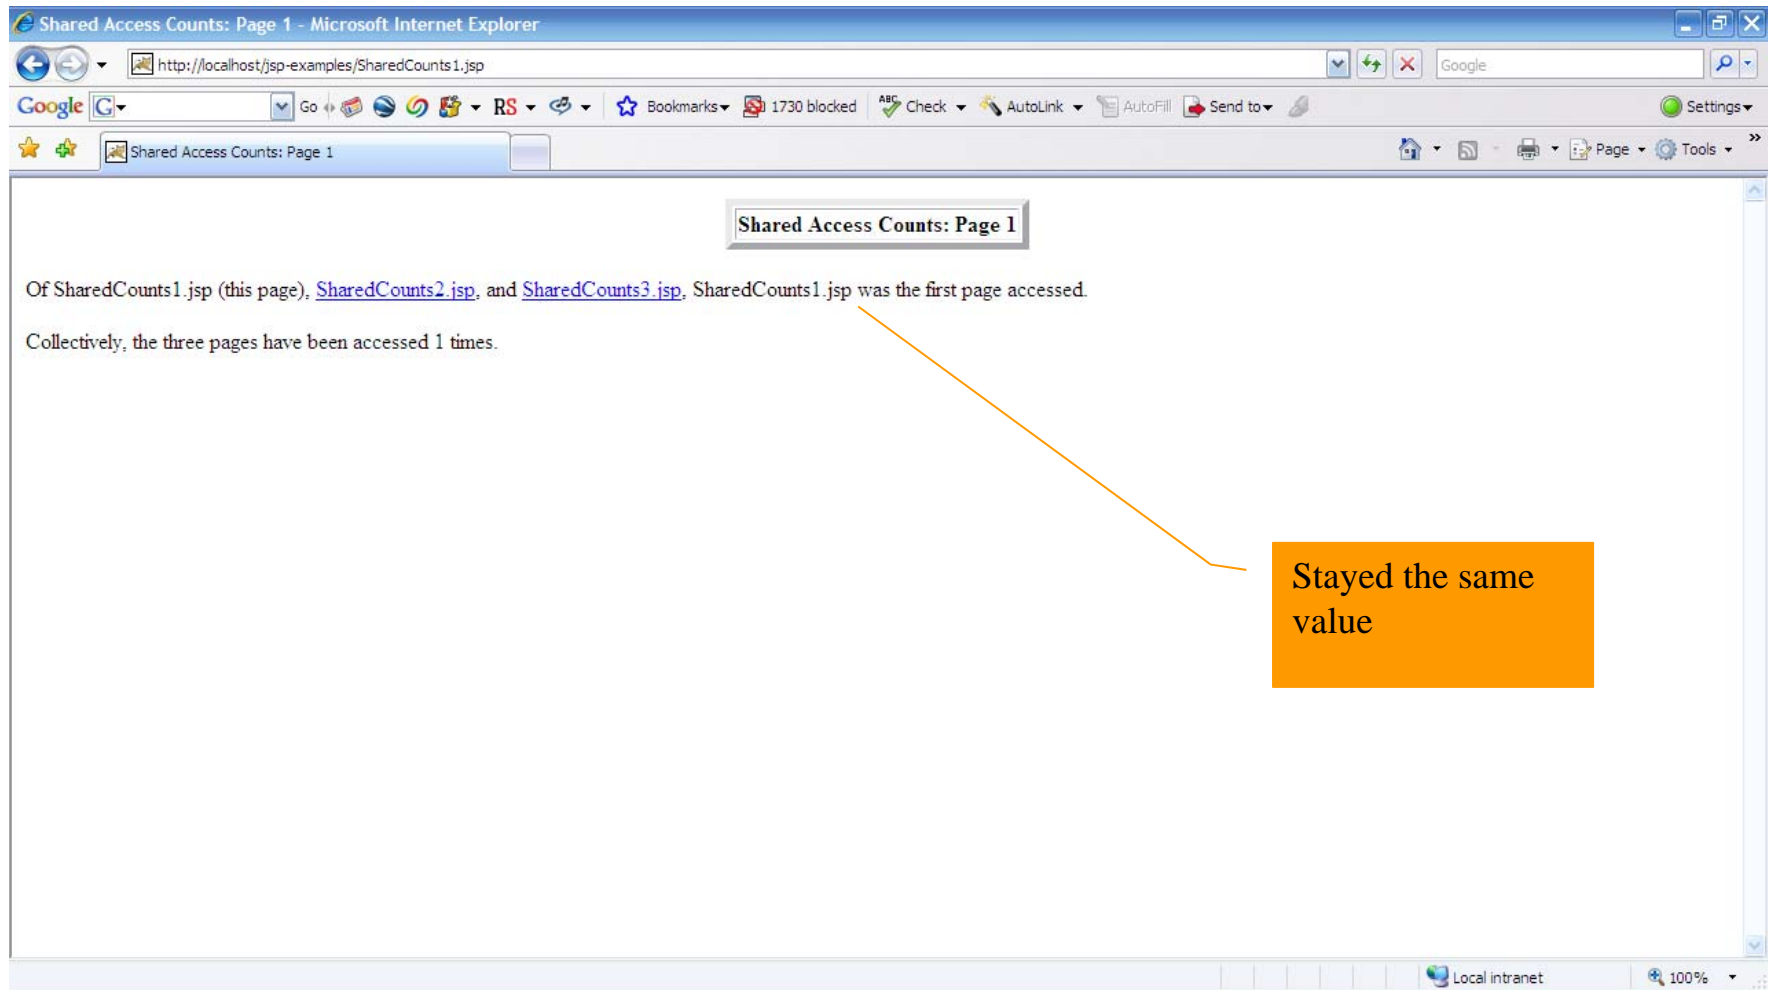 Shared Access Counts: Page 1 - Microsoft Internet Explorer
http://localhost/jsp-examples/SharedCounts1.jsp
Google
Google G Go RS Bookmarks 1730 blocked ABC Check AutoLink AutoFill Send to Settings
Shared Access Counts: Page 1
Page Tools »
Shared Access Counts: Page 1
Of SharedCounts1.jsp (this page), SharedCounts2.jsp, and SharedCounts3.jsp, SharedCounts1.jsp was the first page accessed.
Collectively, the three pages have been accessed 1 times.
Stayed the same
value
Local intranet
100%